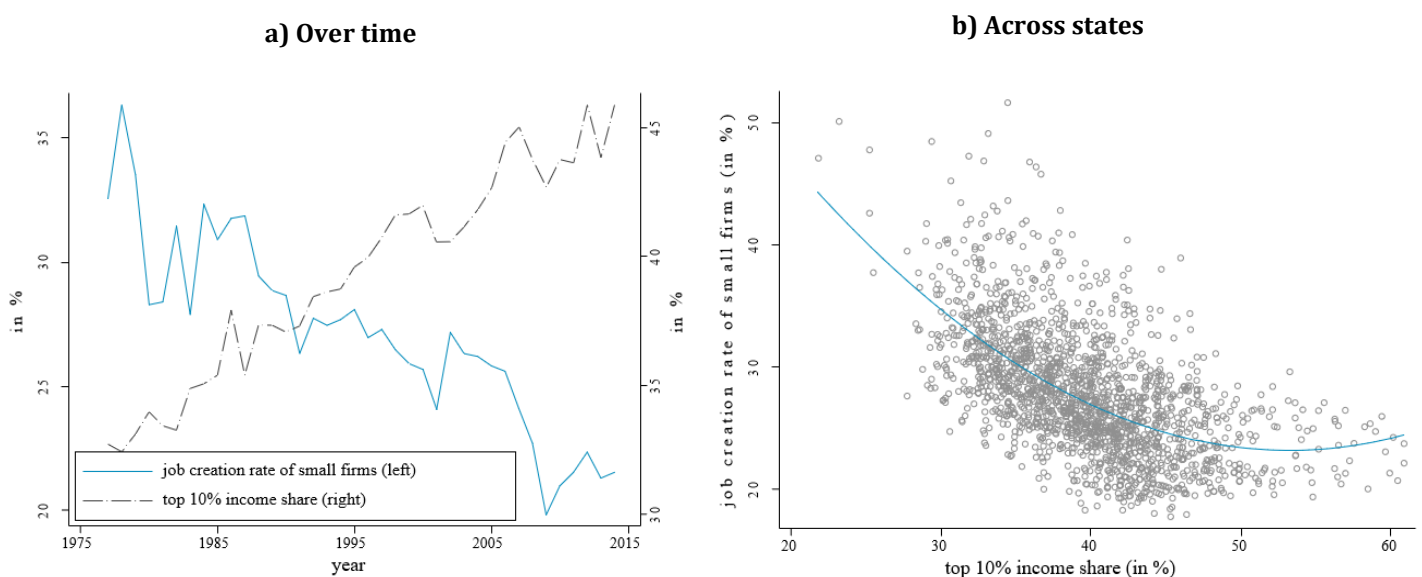 a) Over time
in %
35
30
25
20
45
40
35
30
in %
job creation rate of small firms (left)
top 10% income share (right)
1975
1985
1995
2005
2015
year
b) Across states
job creation rate of small firms (in %)
50
40
30
20
20
30
40
50
60
top 10% income share (in %)